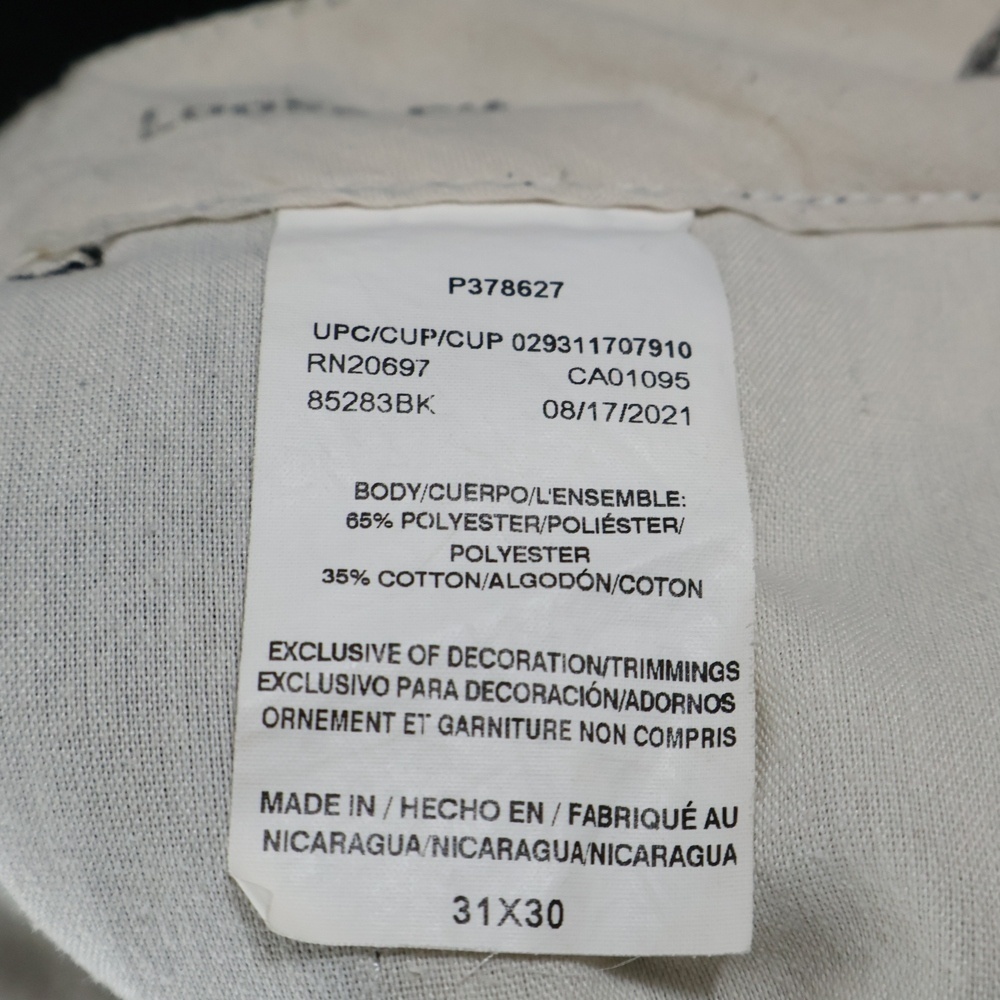 P378627
UPC/CUP/CUP 029311707910
RN20697 CA01095
85283BK 08/17/2021
BODY/CUERPO/L'ENSEMBLE:
65% POLYESTER/POLIÉSTER/
POLYESTER
35% COTTON/ALGODÓN/COTON
EXCLUSIVE OF DECORATION/TRIMMINGS
EXCLUSIVO PARA DECORACIÓN/ADORNOS
ORNEMENT ET GARNITURE NON COMPRIS
MADE IN / HECHO EN / FABRIQUÉ AU
NICARAGUA/NICARAGUA/NICARAGUA
31X30